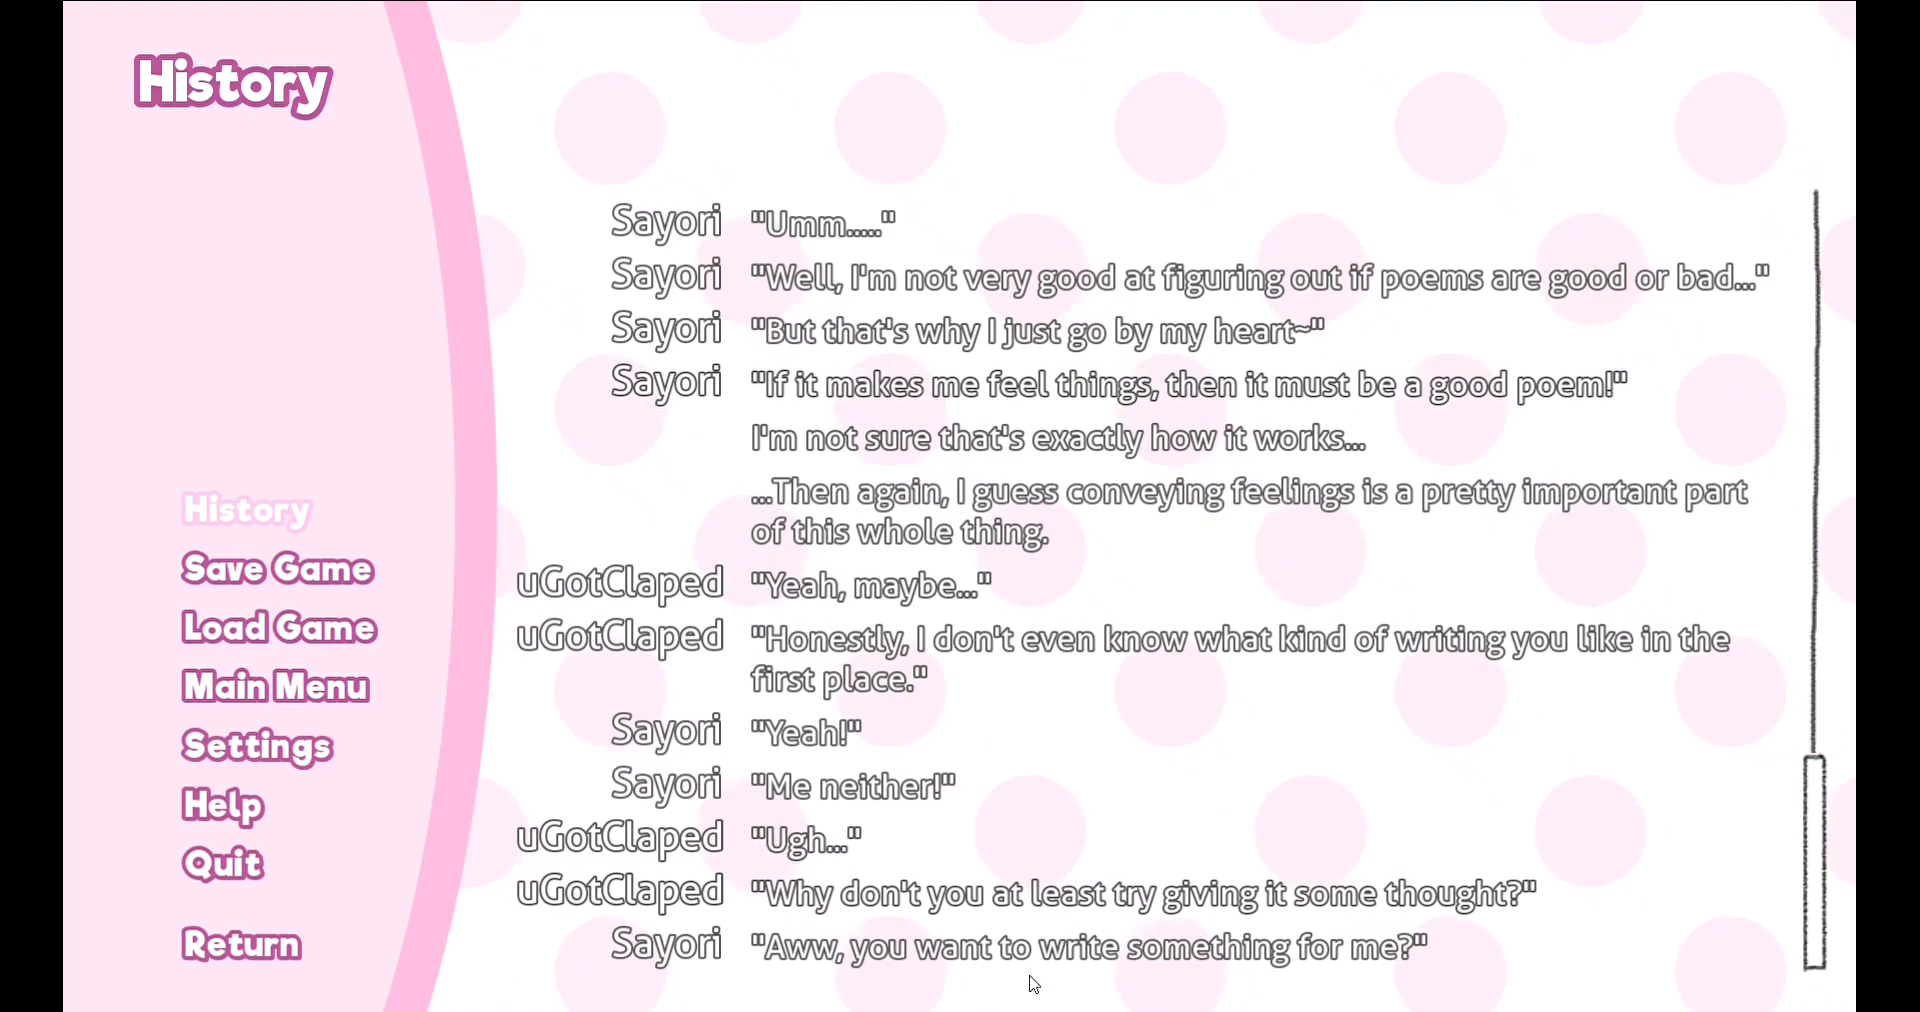 History
Sayori "Umm....."
Sayori "Well, I'm not very good at figuring out if poems are good or bad..."
Sayori "But that's why I just go by my heart~"
Sayori "If it makes me feel things, then it must be a good poem!"
I'm not sure that's exactly how it works...
...Then again, I guess conveying feelings is a pretty important part
of this whole thing.
uGotClaped "Yeah, maybe..."
uGotClaped "Honestly, I don't even know what kind of writing you like in the
first place."
Sayori "Yeah!"
Sayori "Me neither!"
uGotClaped "Ugh..."
uGotClaped "Why don't you at least try giving it some thought?"
Sayori "Aww, you want to write something for me?"
History
Save Game
Load Game
Main Menu
Settings
Help
Quit
Return